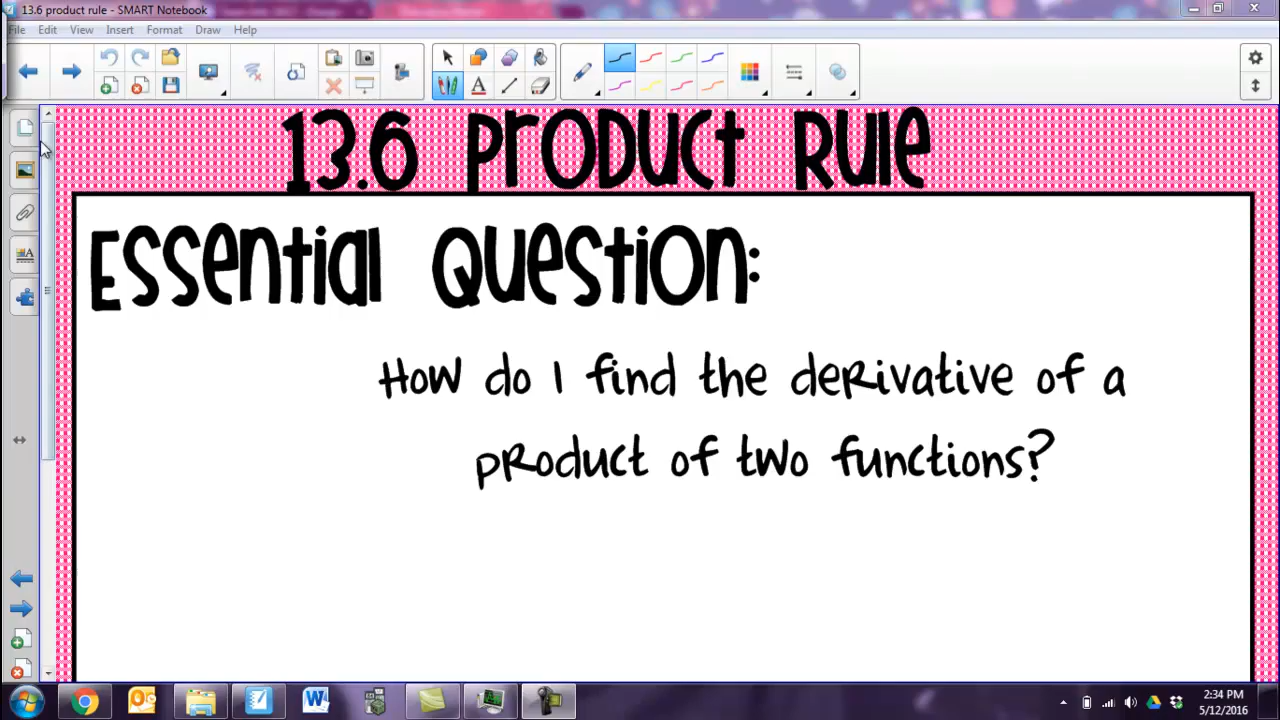 13.6 product rule - SMART Notebook
File Edit View Insert Format Draw Help
13.6 Product Rule
Essential Question:
How do I find the derivative of a
product of two functions?
2:34 PM
5/12/2016